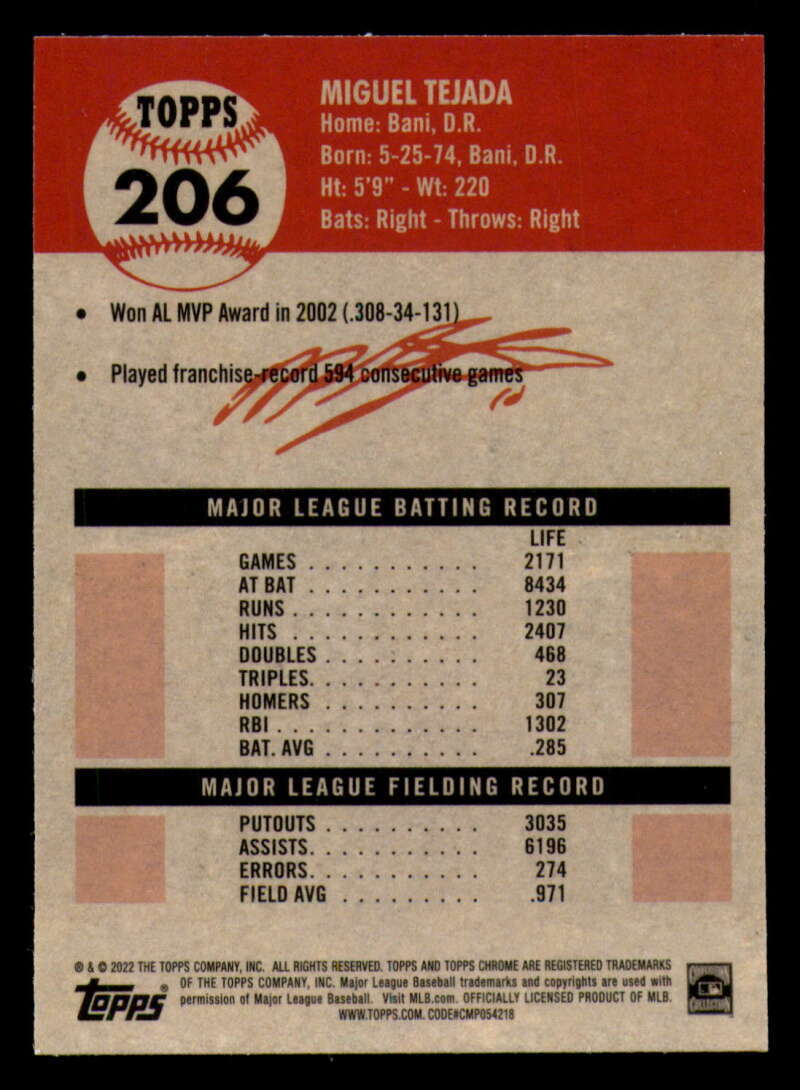 TOPPS
206
MIGUEL TEJADA
Home: Bani, D.R.
Born: 5-25-74, Bani, D.R.
Ht: 5'9" - Wt: 220
Bats: Right - Throws: Right
• Won AL MVP Award in 2002 (.308-34-131)
• Played franchise-record 594 consecutive games
MAJOR LEAGUE BATTING RECORD
LIFE
GAMES . . . . . . . . . . . 2171
AT BAT . . . . . . . . . . . 8434
RUNS . . . . . . . . . . . . 1230
HITS . . . . . . . . . . . . 2407
DOUBLES . . . . . . . . . . 468
TRIPLES. . . . . . . . . . . 23
HOMERS . . . . . . . . . . 307
RBI . . . . . . . . . . . . . 1302
BAT. AVG . . . . . . . . . . .285
MAJOR LEAGUE FIELDING RECORD
PUTOUTS . . . . . . . . . . 3035
ASSISTS. . . . . . . . . . . 6196
ERRORS. . . . . . . . . . . 274
FIELD AVG . . . . . . . . . .971
® & © 2022 THE TOPPS COMPANY, INC. ALL RIGHTS RESERVED. TOPPS AND TOPPS CHROME ARE REGISTERED TRADEMARKS
OF THE TOPPS COMPANY, INC. Major League Baseball trademarks and copyrights are used with
permission of Major League Baseball. Visit MLB.com. OFFICIALLY LICENSED PRODUCT OF MLB.
WWW.TOPPS.COM. CODE#CMP054218
topps®
COOPERSTOWN
COLLECTION